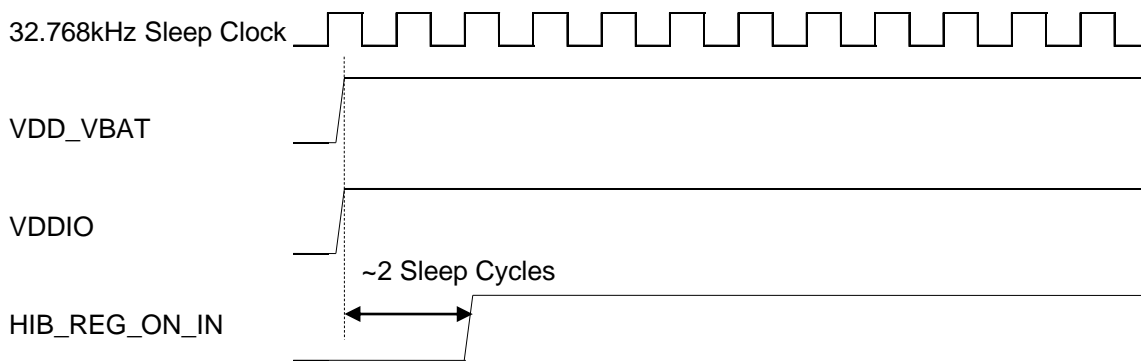 32.768kHz Sleep Clock
VDD_VBAT
VDDIO
~2 Sleep Cycles
HIB_REG_ON_IN